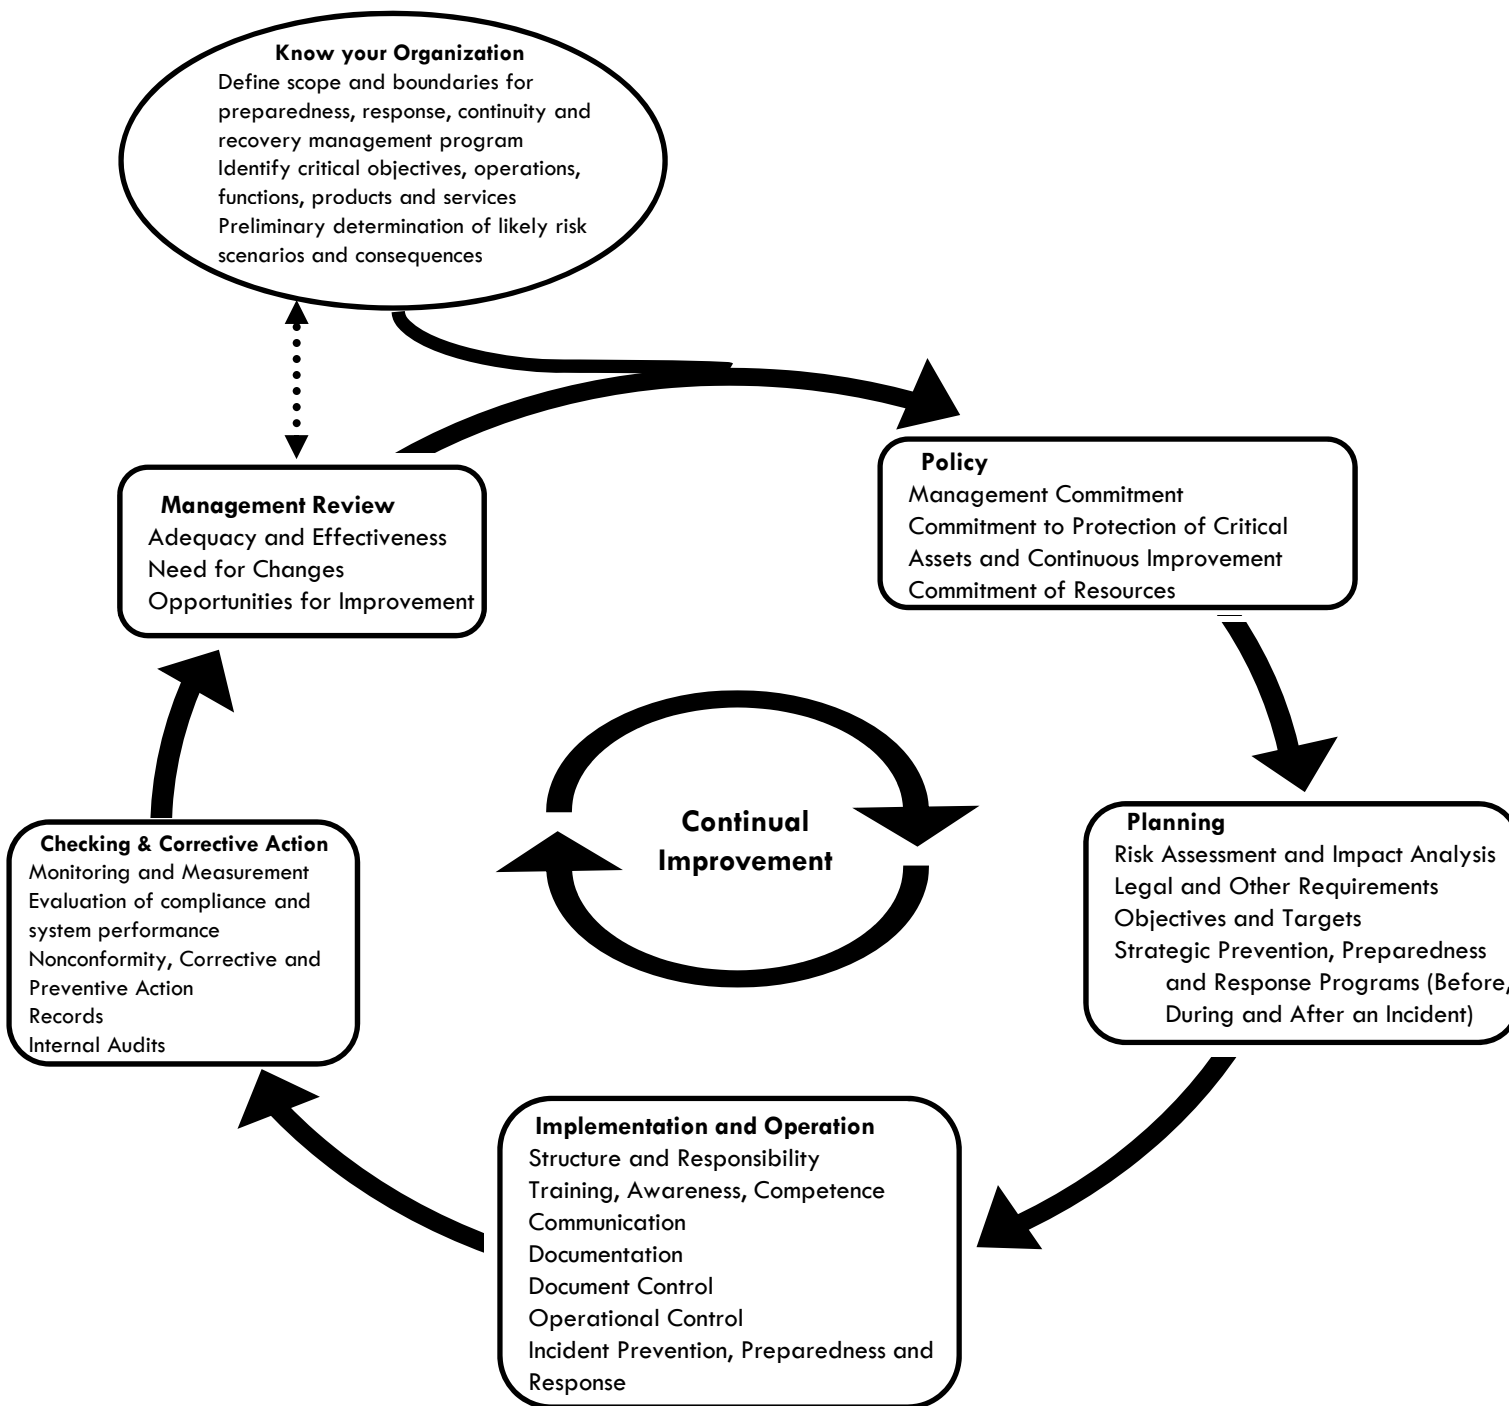 Know your Organization
Define scope and boundaries for
preparedness, response, continuity and
recovery management program
Identify critical objectives, operations,
functions, products and services
Preliminary determination of likely risk
scenarios and consequences
Policy
Management Commitment
Commitment to Protection of Critical
Assets and Continuous Improvement
Commitment of Resources
Management Review
Adequacy and Effectiveness
Need for Changes
Opportunities for Improvement
Continual
Improvement
Planning
Risk Assessment and Impact Analysis
Legal and Other Requirements
Objectives and Targets
Strategic Prevention, Preparedness
and Response Programs (Before,
During and After an Incident)
Checking & Corrective Action
Monitoring and Measurement
Evaluation of compliance and
system performance
Nonconformity, Corrective and
Preventive Action
Records
Internal Audits
Implementation and Operation
Structure and Responsibility
Training, Awareness, Competence
Communication
Documentation
Document Control
Operational Control
Incident Prevention, Preparedness and
Response